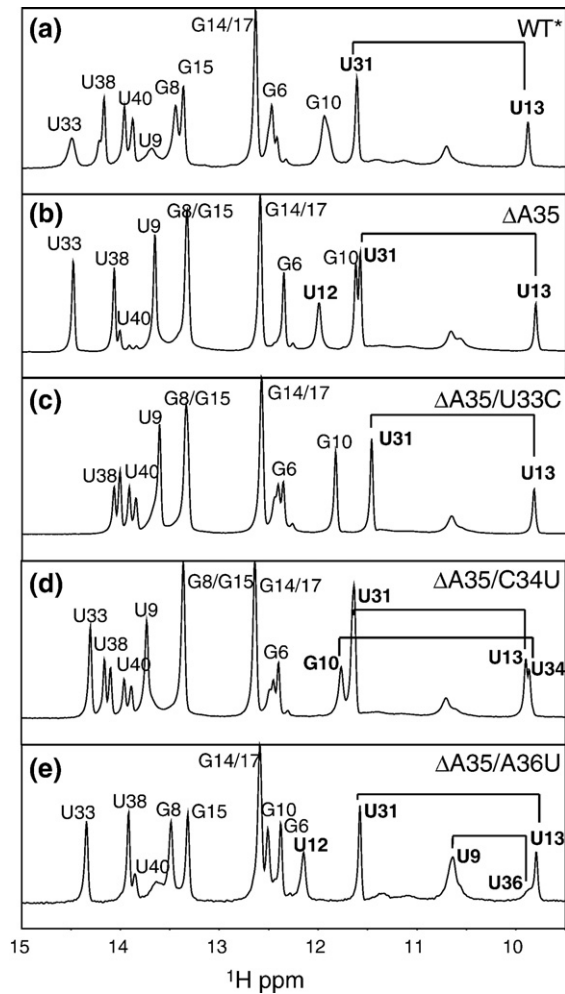 (a) WT*
U33 U38 U40 U9 G8 G15 G14/17 G6 G10 U31 U13
(b) ΔA35
U33 U38 U40 U9 G8/G15 G14/17 G6 U12 G10 U31 U13
(c) ΔA35/U33C
U38 U40 U9 G8/G15 G14/17 G6 G10 U31 U13
(d) ΔA35/C34U
U33 U38 U40 U9 G8/G15 G14/17 G6 G10 U31 U13 U34
(e) ΔA35/A36U
U33 U38 U40 G8 G15 G14/17 G10 G6 U12 U31 U9 U36 U13
15 14 13 12 11 10
¹H ppm